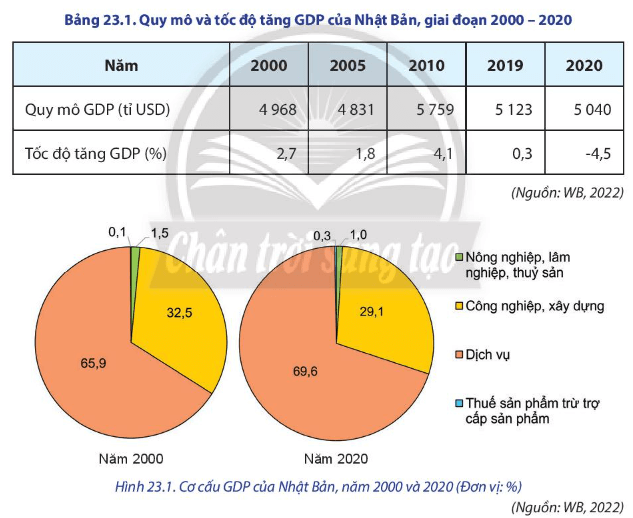 Bảng 23.1. Quy mô và tốc độ tăng GDP của Nhật Bản, giai đoạn 2000 – 2020
Năm 2000 2005 2010 2019 2020
Quy mô GDP (tỉ USD) 4 968 4 831 5 759 5 123 5 040
Tốc độ tăng GDP (%) 2,7 1,8 4,1 0,3 -4,5
(Nguồn: WB, 2022)
Chân trời sáng tạo
0,1 1,5
32,5
65,9
Năm 2000
0,3 1,0
29,1
69,6
Năm 2020
Nông nghiệp, lâm
nghiệp, thuỷ sản
Công nghiệp, xây dựng
Dịch vụ
Thuế sản phẩm trừ trợ
cấp sản phẩm
Hình 23.1. Cơ cấu GDP của Nhật Bản, năm 2000 và 2020 (Đơn vị: %)
(Nguồn: WB, 2022)